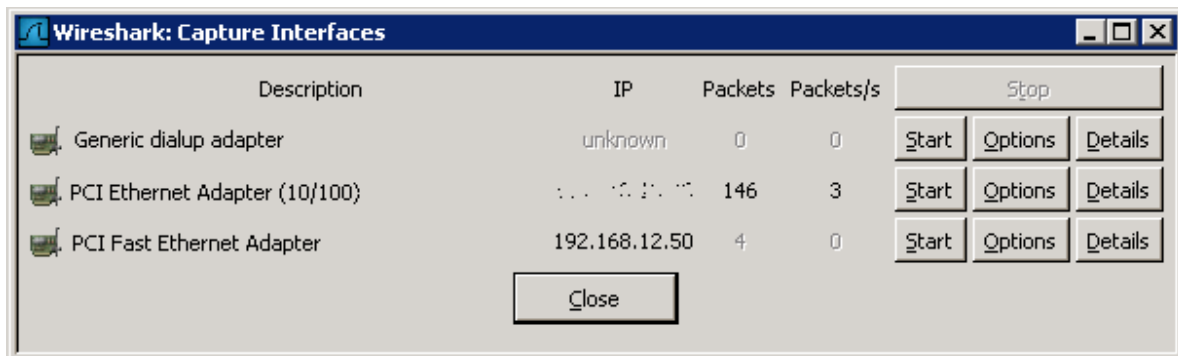 Wireshark: Capture Interfaces
Description IP Packets Packets/s Stop
Generic dialup adapter unknown 0 0 Start Options Details
PCI Ethernet Adapter (10/100) 146 3 Start Options Details
PCI Fast Ethernet Adapter 192.168.12.50 4 0 Start Options Details
Close